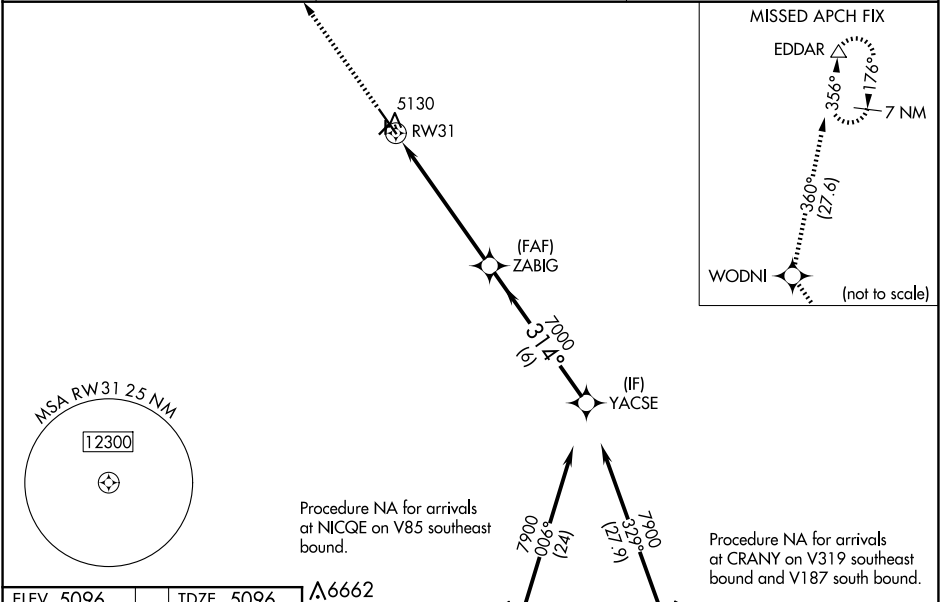 MISSED APCH FIX
EDDAR
356°
176°
7 NM
360°
(27.6)
WODNI
(not to scale)
5130
RW31
(FAF)
ZABIG
7000
314°
(6)
(IF)
YACSE
MSA RW31 25 NM
12300
Procedure NA for arrivals
at NICQE on V85 southeast
bound.
7900
006°
(24)
7900
329°
(27.9)
Procedure NA for arrivals
at CRANY on V319 southeast
bound and V187 south bound.
ELEV 5096
TDZE 5096
6662